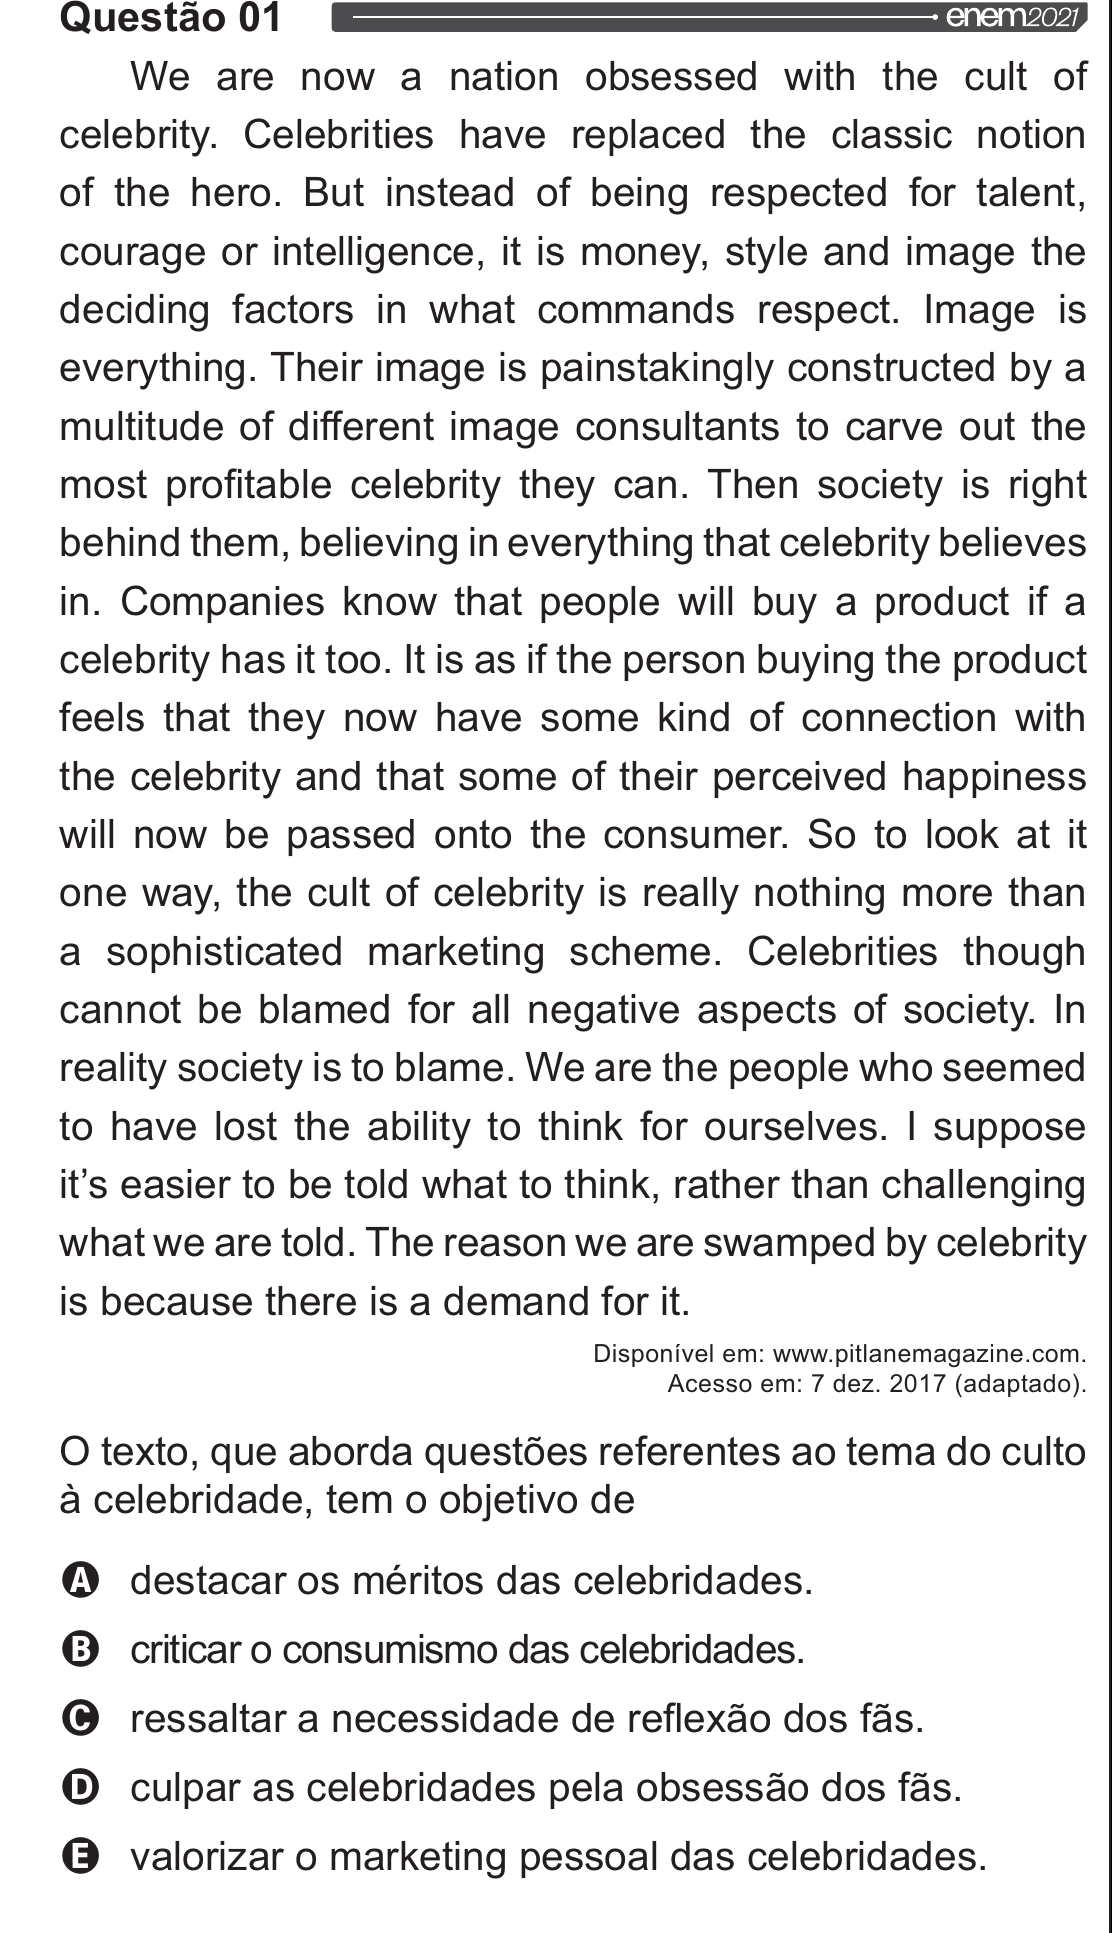 Questão 01
enem2021
We are now a nation obsessed with the cult of
celebrity. Celebrities have replaced the classic notion
of the hero. But instead of being respected for talent,
courage or intelligence, it is money, style and image the
deciding factors in what commands respect. Image is
everything. Their image is painstakingly constructed by a
multitude of different image consultants to carve out the
most profitable celebrity they can. Then society is right
behind them, believing in everything that celebrity believes
in. Companies know that people will buy a product if a
celebrity has it too. It is as if the person buying the product
feels that they now have some kind of connection with
the celebrity and that some of their perceived happiness
will now be passed onto the consumer. So to look at it
one way, the cult of celebrity is really nothing more than
a sophisticated marketing scheme. Celebrities though
cannot be blamed for all negative aspects of society. In
reality society is to blame. We are the people who seemed
to have lost the ability to think for ourselves. I suppose
it’s easier to be told what to think, rather than challenging
what we are told. The reason we are swamped by celebrity
is because there is a demand for it.
Disponível em: www.pitlanemagazine.com.
Acesso em: 7 dez. 2017 (adaptado).
O texto, que aborda questões referentes ao tema do culto
à celebridade, tem o objetivo de
A destacar os méritos das celebridades.
B criticar o consumismo das celebridades.
C ressaltar a necessidade de reflexão dos fãs.
D culpar as celebridades pela obsessão dos fãs.
E valorizar o marketing pessoal das celebridades.